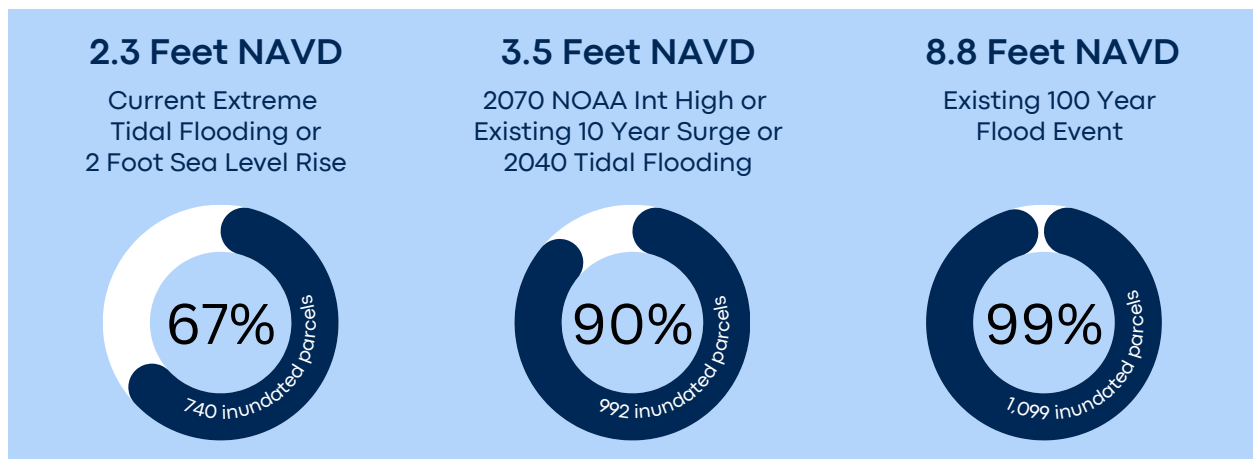 2.3 Feet NAVD
Current Extreme
Tidal Flooding or
2 Foot Sea Level Rise
67%
740 inundated parcels
3.5 Feet NAVD
2070 NOAA Int High or
Existing 10 Year Surge or
2040 Tidal Flooding
90%
992 inundated parcels
8.8 Feet NAVD
Existing 100 Year
Flood Event
99%
1,099 inundated parcels